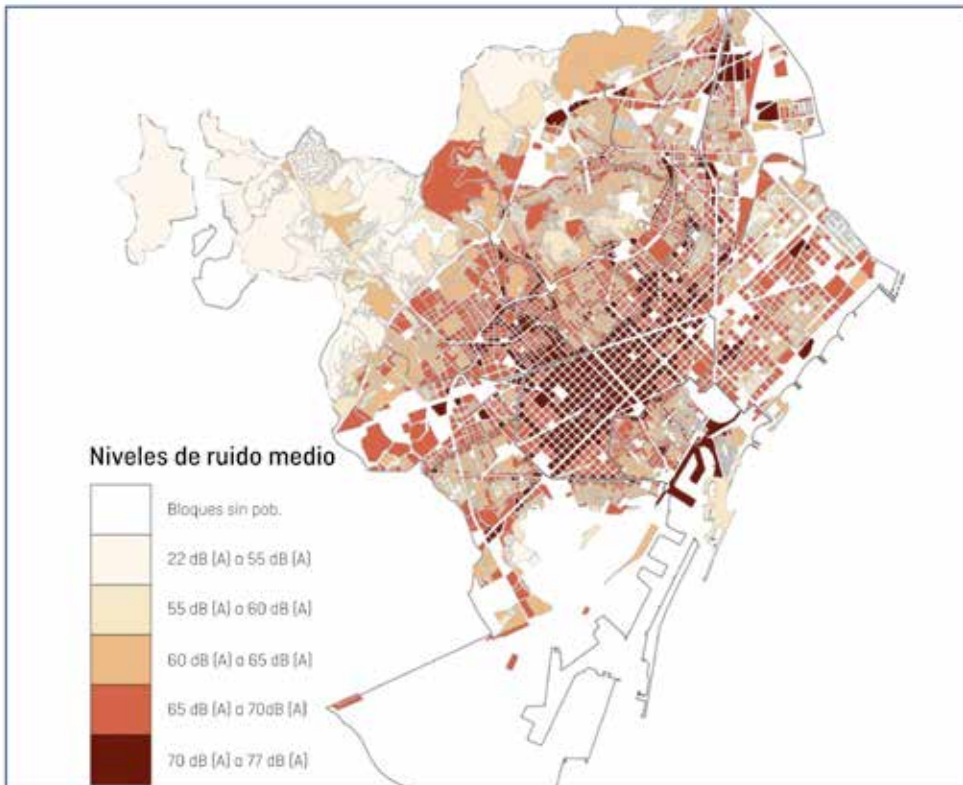 Niveles de ruido medio
Bloques sin pob.
22 dB (A) a 55 dB (A)
55 dB (A) a 60 dB (A)
60 dB (A) a 65 dB (A)
65 dB (A) a 70dB (A)
70 dB (A) a 77 dB (A)